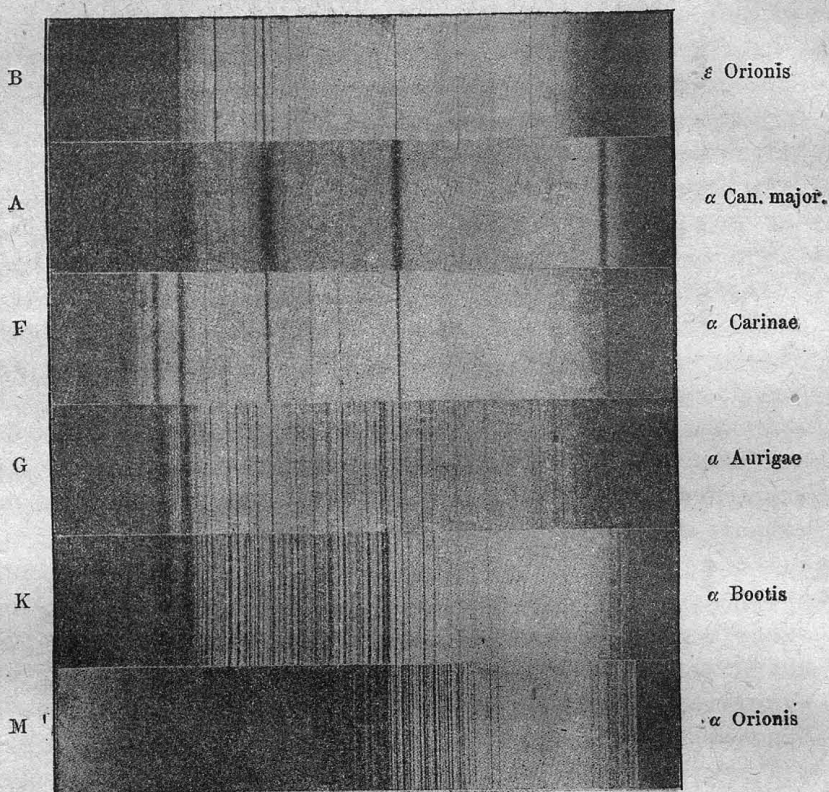 B ε Orionis
A α Can. major.
F α Carinae
G α Aurigae
K α Bootis
M α Orionis